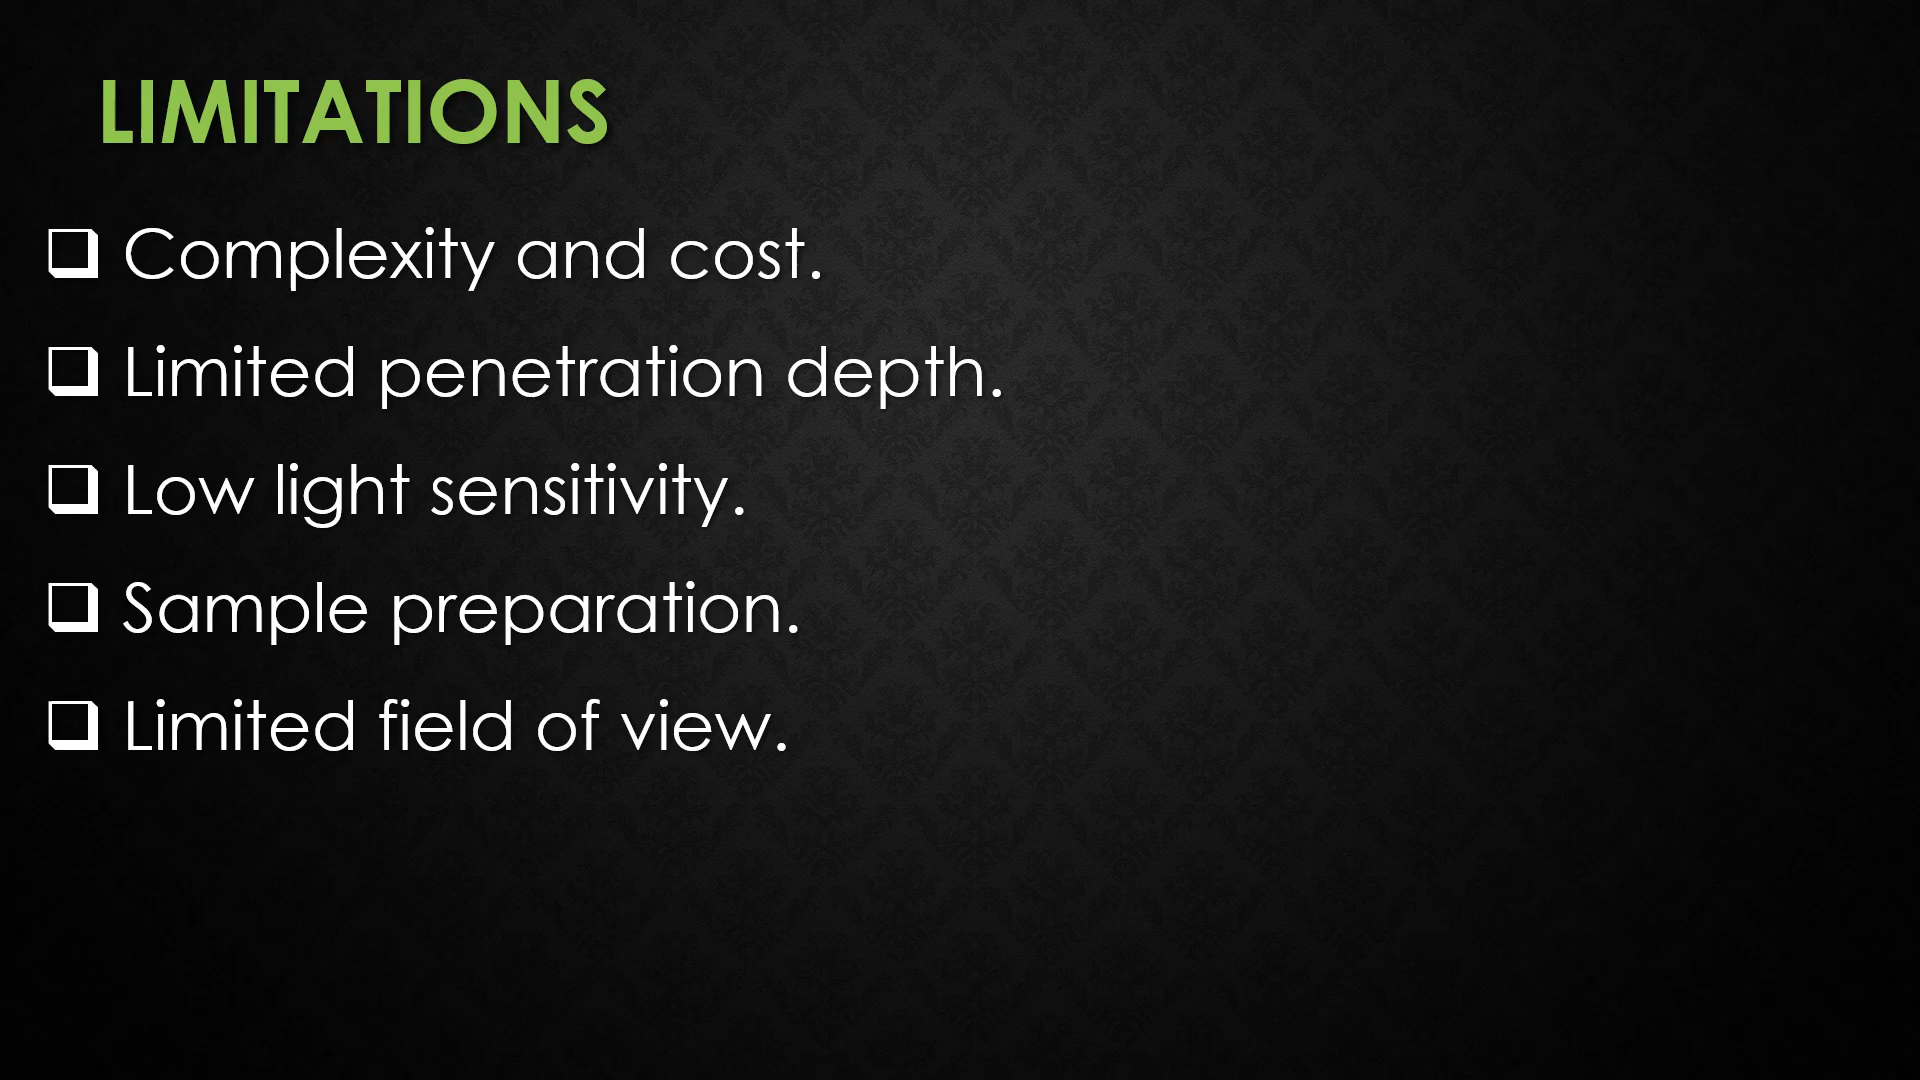 LIMITATIONS
❑ Complexity and cost.
❑ Limited penetration depth.
❑ Low light sensitivity.
❑ Sample preparation.
❑ Limited field of view.